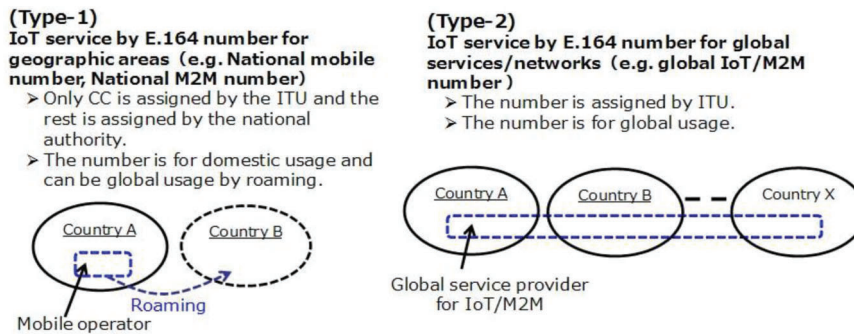 (Type-1)
IoT service by E.164 number for
geographic areas (e.g. National mobile
number, National M2M number)
➢ Only CC is assigned by the ITU and the
rest is assigned by the national
authority.
➢ The number is for domestic usage and
can be global usage by roaming.
Country A
Country B
Roaming
Mobile operator
(Type-2)
IoT service by E.164 number for global
services/networks (e.g. global IoT/M2M
number )
➢ The number is assigned by ITU.
➢ The number is for global usage.
Country A
Country B
Country X
Global service provider
for IoT/M2M